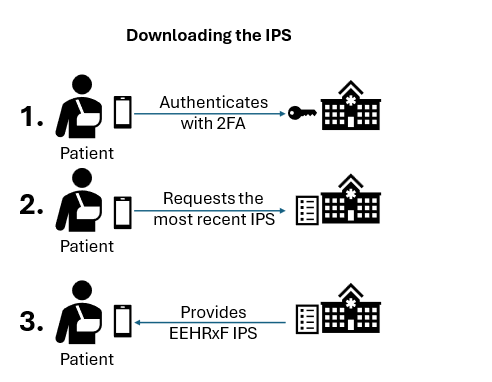 Downloading the IPS
1.
Authenticates
with 2FA
Patient
2.
Requests the
most recent IPS
Patient
3.
Provides
EEHRxF IPS
Patient